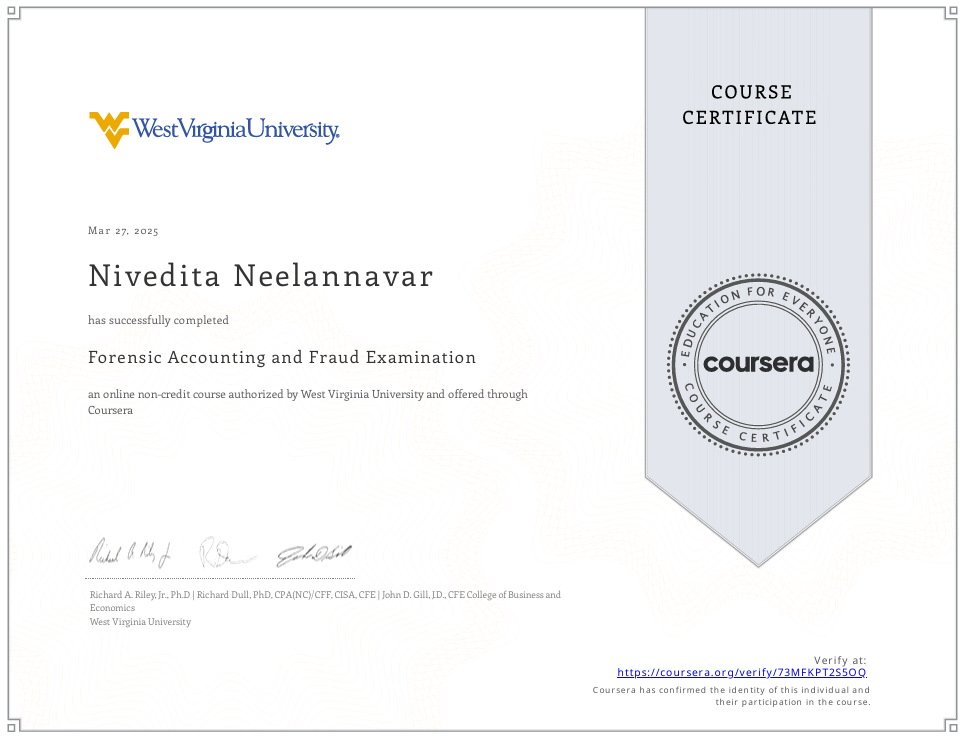 COURSE
CERTIFICATE
West Virginia University®
Mar 27, 2025
Nivedita Neelannavar
has successfully completed
Forensic Accounting and Fraud Examination
an online non-credit course authorized by West Virginia University and offered through
Coursera
EDUCATION FOR EVERYONE
coursera
COURSE CERTIFICATE
Richard A. Riley, Jr., Ph.D | Richard Dull, PhD, CPA(NC)/CFF, CISA, CFE | John D. Gill, J.D., CFE College of Business and
Economics
West Virginia University
Verify at:
https://coursera.org/verify/73MFKPT2S5OQ
Coursera has confirmed the identity of this individual and
their participation in the course.